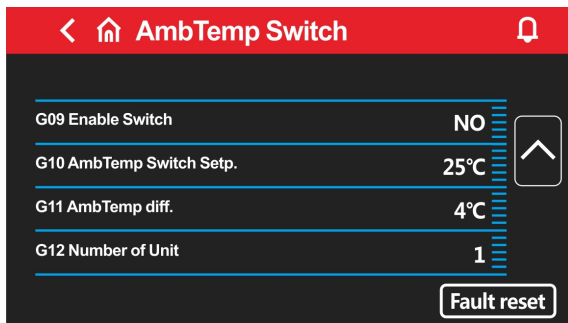 AmbTemp Switch
G09 Enable Switch NO
G10 AmbTemp Switch Setp. 25℃
G11 AmbTemp diff. 4℃
G12 Number of Unit 1
Fault reset